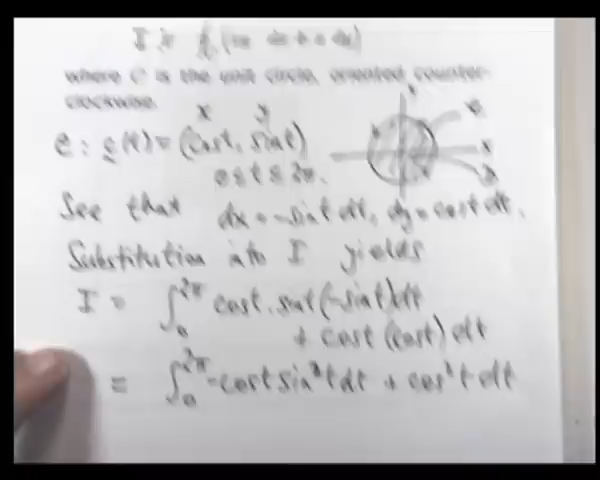 where C is the unit circle, oriented counter-
clockwise.
x y
C : c(t) = (cost, sint)
0 ≤ t ≤ 2π.
x
See that dx = -sint dt, dy = cost dt.
Substitution into I yields
I = ∫₀^2π cost . sint(-sint)dt
+ cost (cost) dt
= ∫₀^2π -cost sin²t dt + cos²t dt